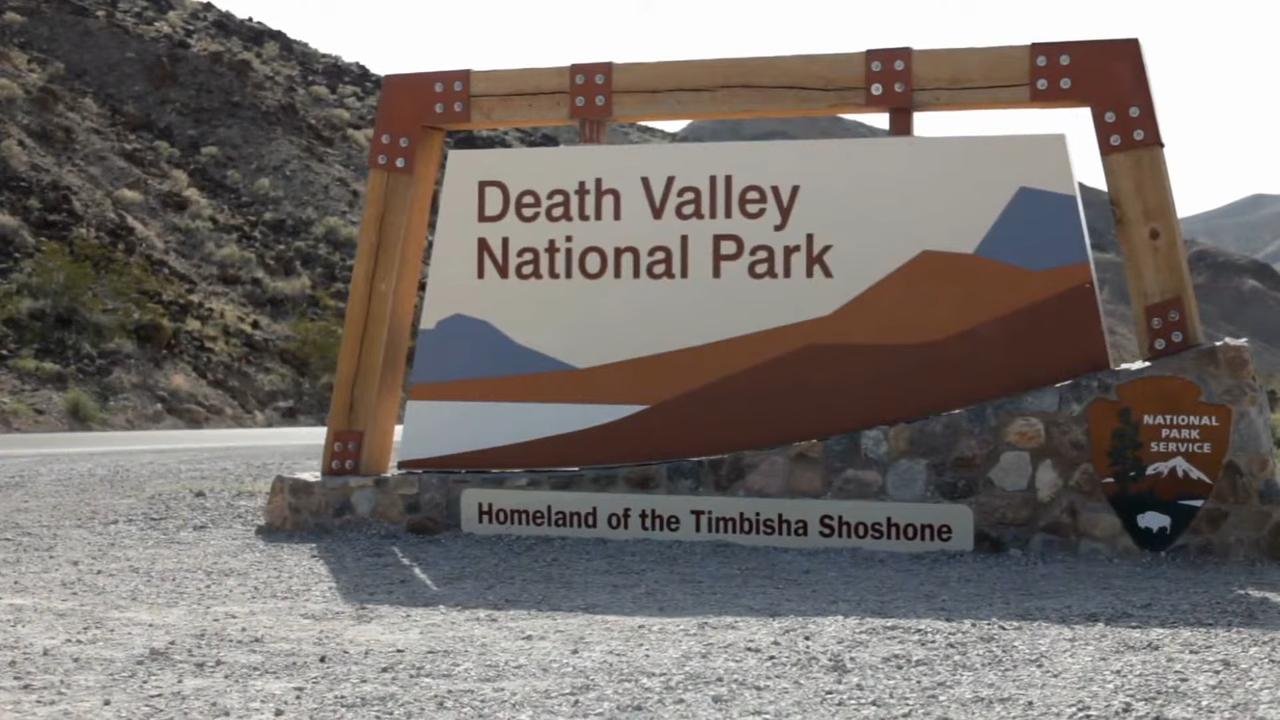 Death Valley
National Park
Homeland of the Timbisha Shoshone
NATIONAL
PARK
SERVICE